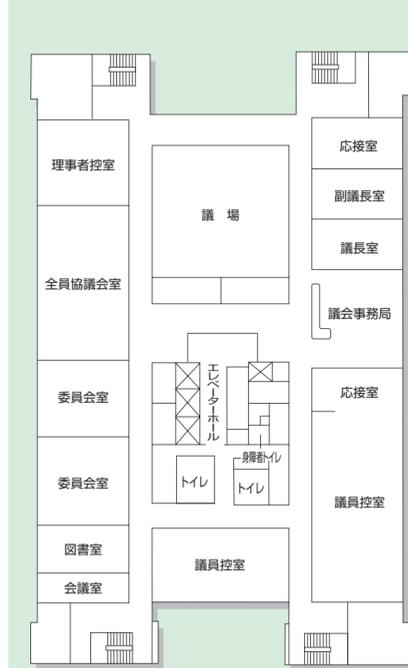 理事者控室
全員協議会室
委員会室
委員会室
図書室
会議室
議　場
エレベーターホール
トイレ
身障者トイレ
トイレ
議員控室
応接室
副議長室
議長室
議会事務局
応接室
議員控室